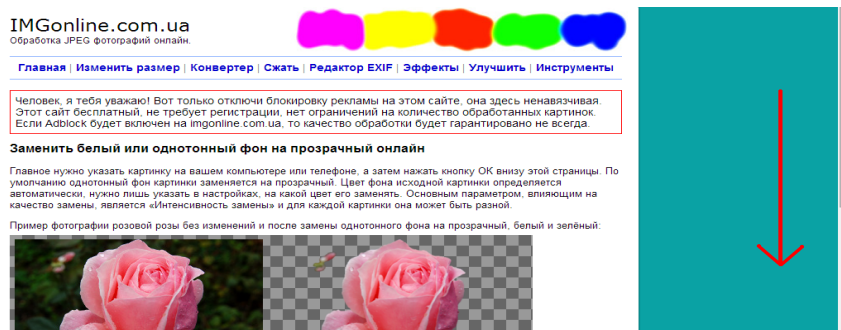 IMGonline.com.ua
Обработка JPEG фотографий онлайн.
Главная | Изменить размер | Конвертер | Сжать | Редактор EXIF | Эффекты | Улучшить | Инструменты
Человек, я тебя уважаю! Вот только отключи блокировку рекламы на этом сайте, она здесь ненавязчивая.
Этот сайт бесплатный, не требует регистрации, нет ограничений на количество обработанных картинок.
Если Adblock будет включен на imgonline.com.ua, то качество обработки будет гарантировано не всегда.
Заменить белый или однотонный фон на прозрачный онлайн
Главное нужно указать картинку на вашем компьютере или телефоне, а затем нажать кнопку ОК внизу этой страницы. По
умолчанию однотонный фон картинки заменяется на прозрачный. Цвет фона исходной картинки определяется
автоматически, нужно лишь указать в настройках, на какой цвет его заменять. Основным параметром, влияющим на
качество замены, является «Интенсивность замены» и для каждой картинки она может быть разной.
Пример фотографии розовой розы без изменений и после замены однотонного фона на прозрачный, белый и зелёный: